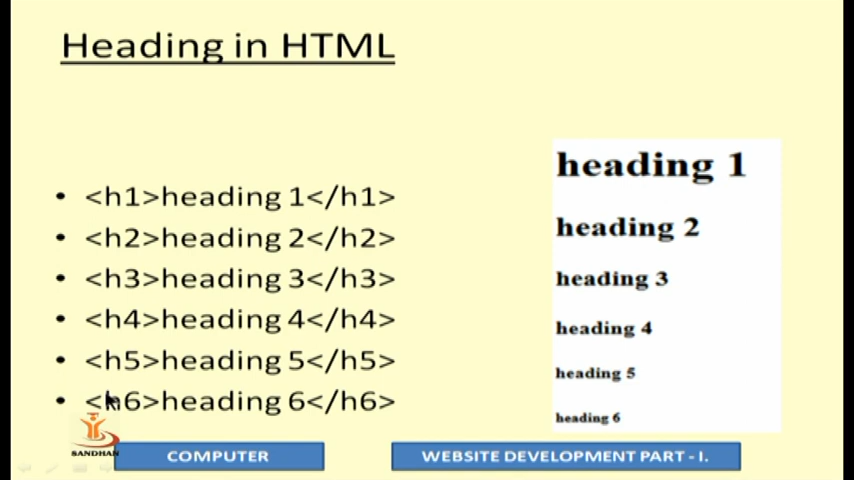 Heading in HTML
• <h1>heading 1</h1>
• <h2>heading 2</h2>
• <h3>heading 3</h3>
• <h4>heading 4</h4>
• <h5>heading 5</h5>
• <h6>heading 6</h6>
heading 1
heading 2
heading 3
heading 4
heading 5
heading 6
SANDHAN
COMPUTER
WEBSITE DEVELOPMENT PART - I.